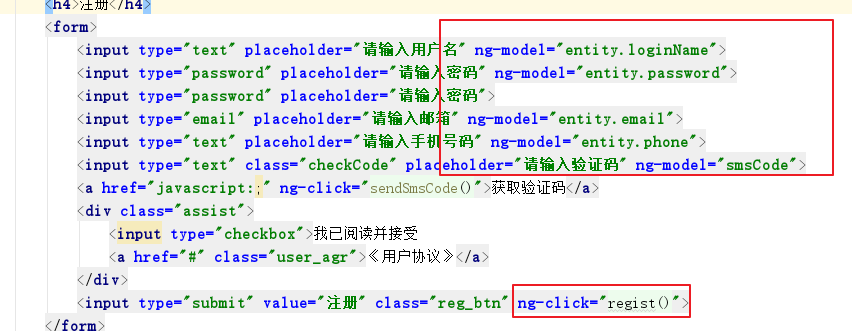 <h4>注册</h4>
<form>
<input type="text" placeholder="请输入用户名" ng-model="entity.loginName">
<input type="password" placeholder="请输入密码" ng-model="entity.password">
<input type="password" placeholder="请输入密码">
<input type="email" placeholder="请输入邮箱" ng-model="entity.email">
<input type="text" placeholder="请输入手机号码" ng-model="entity.phone">
<input type="text" class="checkCode" placeholder="请输入验证码" ng-model="smsCode">
<a href="javascript:;" ng-click="sendSmsCode()">获取验证码</a>
<div class="assist">
<input type="checkbox">我已阅读并接受
<a href="#" class="user_agr">《用户协议》</a>
</div>
<input type="submit" value="注册" class="reg_btn" ng-click="regist()">
</form>